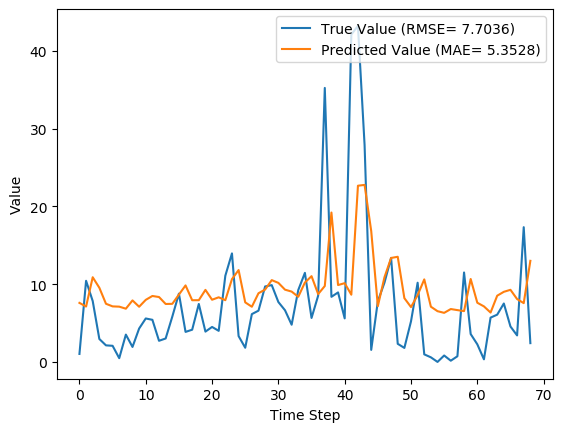 True Value (RMSE= 7.7036)
Predicted Value (MAE= 5.3528)
40
30
20
10
0
Value
0 10 20 30 40 50 60 70
Time Step